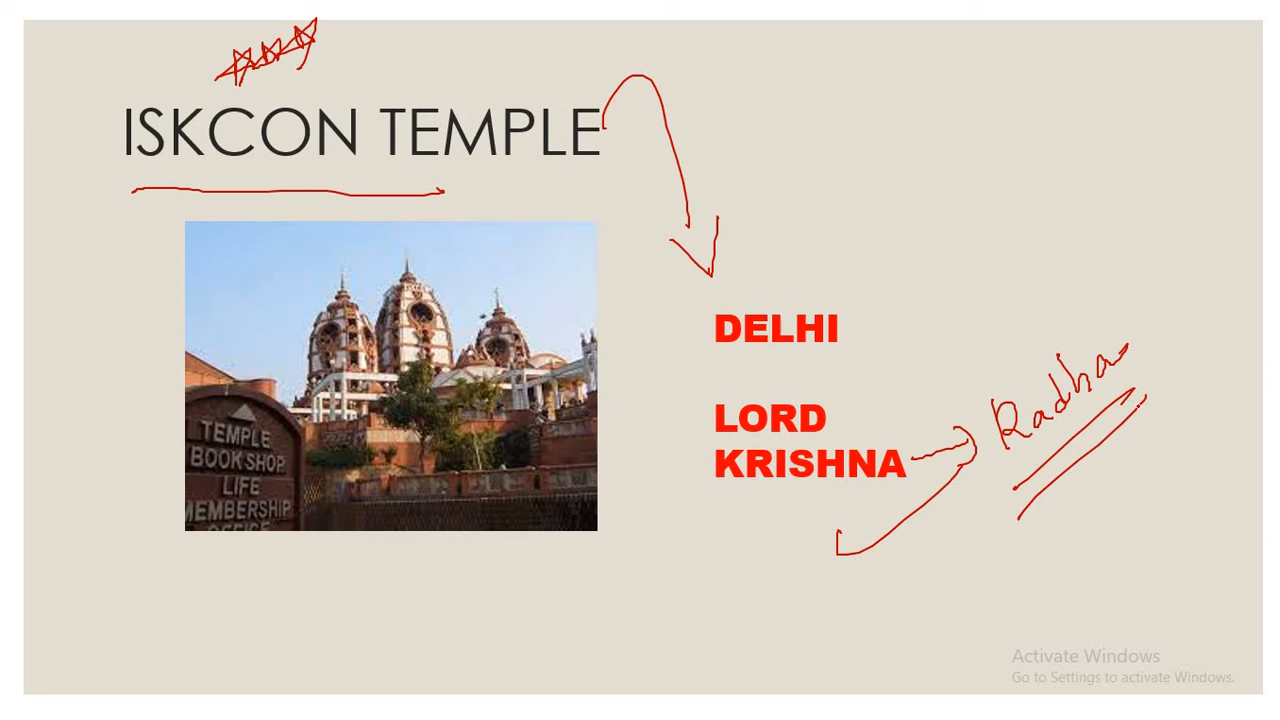 ISKCON TEMPLE
TEMPLE
BOOK SHOP
LIFE
MEMBERSHIP
OFFICE
DELHI
LORD
KRISHNA
Radha
Activate Windows
Go to Settings to activate Windows.